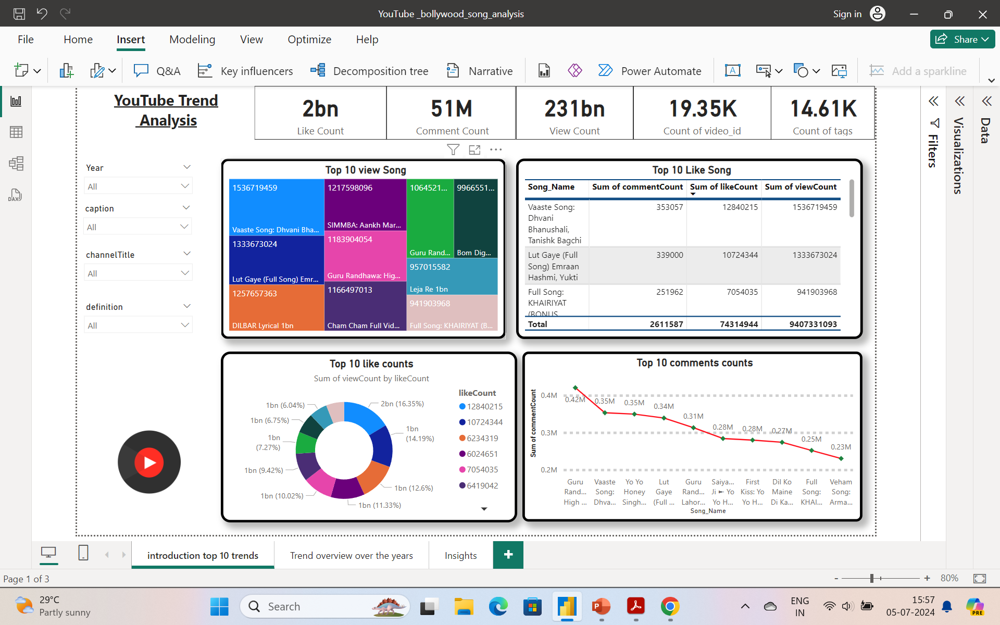 YouTube _bollywood_song_analysis
Sign in
File Home Insert Modeling View Optimize Help
Share
Q&A Key influencers Decomposition tree Narrative Power Automate Add a sparkline
YouTube Trend
Analysis
2bn
Like Count
51M
Comment Count
231bn
View Count
19.35K
Count of video_id
14.61K
Count of tags
Filters
Visualizations
Data
DAX
Year
All
caption
All
channelTitle
All
definition
All
Top 10 view Song
1536719459
Vaaste Song: Dhvani Bha...
1333673024
Lut Gaye (Full Song) Emr...
1257657363
DILBAR Lyrical 1bn
1217598096
SIMMBA: Aankh Mar...
1183904054
Guru Randhawa: Hig...
1166497013
Cham Cham Full Vid...
1064521...
Guru Rand...
9966551...
Bom Dig...
957015582
Leja Re 1bn
941903968
Full Song: KHAIRIYAT (B...
Top 10 Like Song
Song_Name Sum of commentCount Sum of likeCount Sum of viewCount
Vaaste Song: 353057 12840215 1536719459
Dhvani
Bhanushali,
Tanishk Bagchi
Lut Gaye (Full 339000 10724344 1333673024
Song) Emraan
Hashmi, Yukti
Full Song: 251962 7054035 941903968
KHAIRIYAT
(BONUS
Total 2611587 74314944 9407331093
Top 10 like counts
Sum of viewCount by likeCount
2bn (16.35%)
1bn
(14.19%)
1bn (12.6%)
1bn (11.33%)
1bn (10.02%)
1bn (9.42%)
1bn
(7.27%)
1bn (6.75%)
1bn (6.04%)
likeCount
12840215
10724344
6234319
6024651
7054035
6419042
Top 10 comments counts
Sum of commentCount
0.4M
0.3M
0.2M
0.42M 0.35M 0.35M 0.34M 0.31M 0.28M 0.28M 0.27M 0.25M 0.23M
Guru Vaaste Yo Yo Lut Guru Saiya... First Dil Ko Full Veham
Rand... Song: Honey Gaye Rand... Ji ► Yo Kiss: Yo Maine Song: Song:
High ... Dhva... Singh... (Full ... Lahor... Yo H... Yo H... Di Ka... KHAI... Arma...
Song_Name
introduction top 10 trends Trend overview over the years Insights +
Page 1 of 3
- + 80%
29°C
Partly sunny
Search
ENG
IN
15:57
05-07-2024
PRE